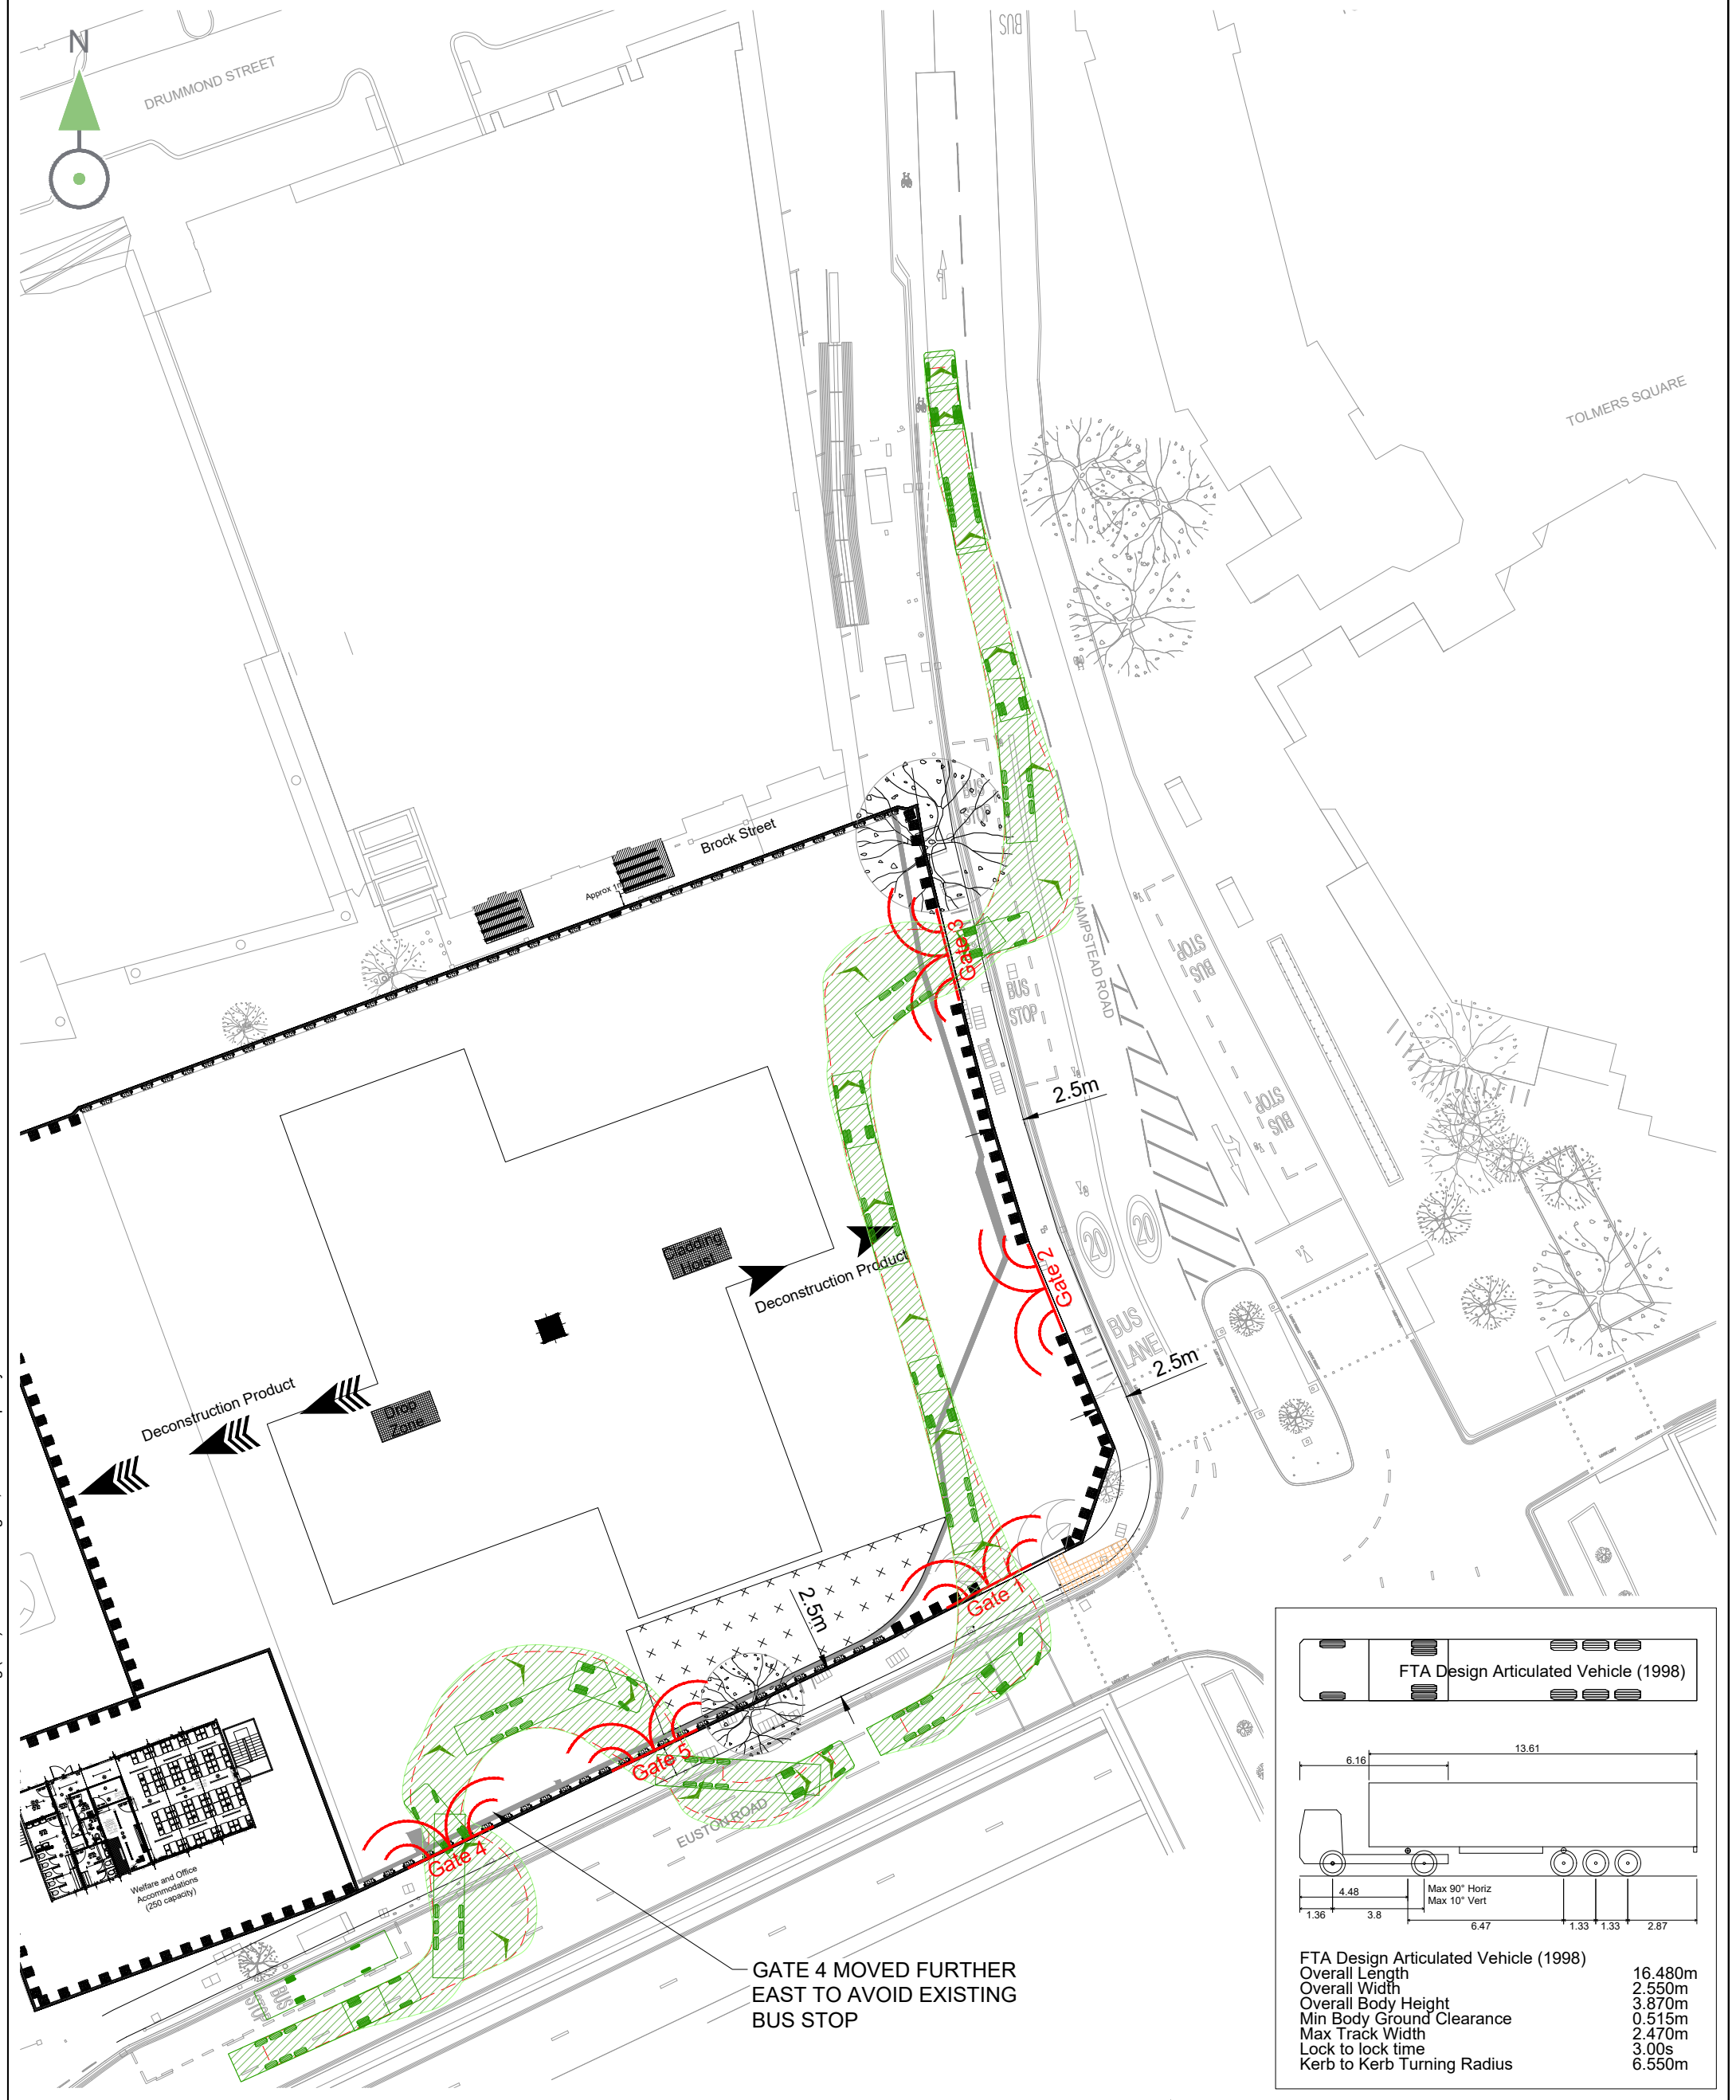 N
DRUMMOND STREET
BUS
TOLMERS SQUARE
BUS
STOP
Brock Street
Approx 1m
Gate 3
HAMPSTEAD ROAD
BUS
STOP
BUS
STOP
2.5m
BUS
STOP
20
20
Cladding
Hoist
Deconstruction Product
Gate 2
BUS
LANE
2.5m
Deconstruction Product
Drop
Zone
2.5m
Gate 1
Gate 5
EUSTON ROAD
Gate 4
Welfare and Office
Accommodations
(250 capacity)
BUS
STOP
GATE 4 MOVED FURTHER
EAST TO AVOID EXISTING
BUS STOP
FTA Design Articulated Vehicle (1998)
13.61
6.16
4.48
Max 90° Horiz
Max 10° Vert
1.36
3.8
6.47
1.33
1.33
2.87
FTA Design Articulated Vehicle (1998)
Overall Length 16.480m
Overall Width 2.550m
Overall Body Height 3.870m
Min Body Ground Clearance 0.515m
Max Track Width 2.470m
Lock to lock time 3.00s
Kerb to Kerb Turning Radius 6.550m